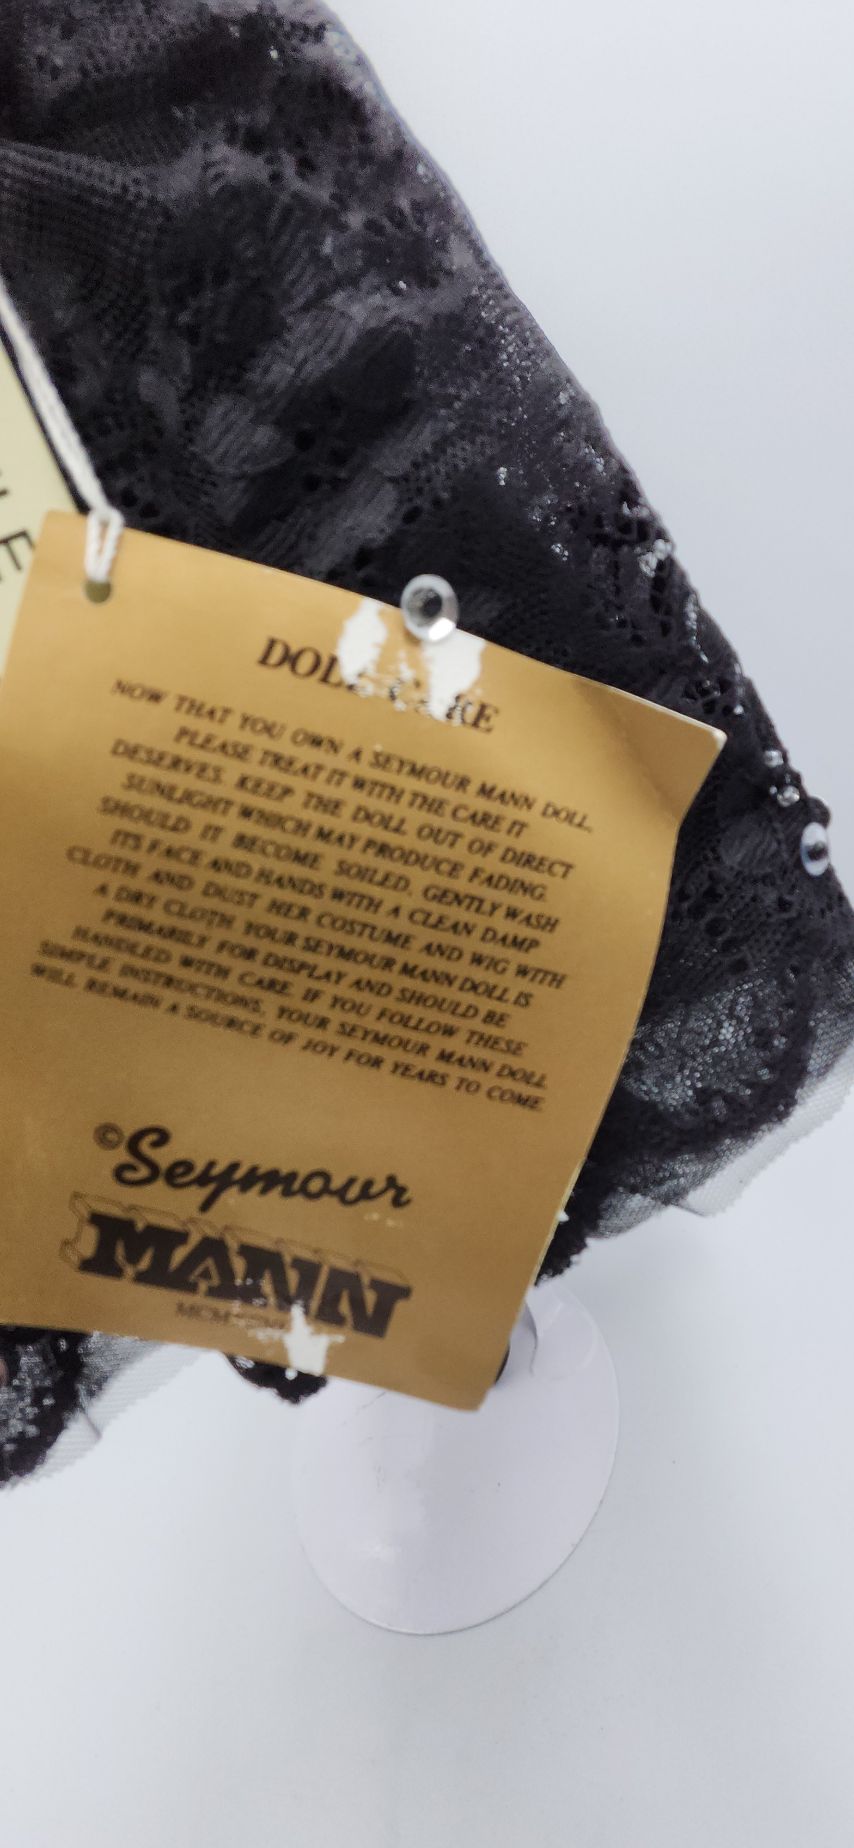 DOLL CARE
NOW THAT YOU OWN A SEYMOUR MANN DOLL,
PLEASE TREAT IT WITH THE CARE IT
DESERVES. KEEP THE DOLL OUT OF DIRECT
SUNLIGHT WHICH MAY PRODUCE FADING.
SHOULD IT BECOME SOILED, GENTLY WASH
ITS FACE AND HANDS WITH A CLEAN DAMP
CLOTH AND DUST HER COSTUME AND WIG WITH
A DRY CLOTH. YOUR SEYMOUR MANN DOLL IS
PRIMARILY FOR DISPLAY AND SHOULD BE
HANDLED WITH CARE. IF YOU FOLLOW THESE
SIMPLE INSTRUCTIONS, YOUR SEYMOUR MANN DOLL
WILL REMAIN A SOURCE OF JOY FOR YEARS TO COME.
©Seymour
MANN